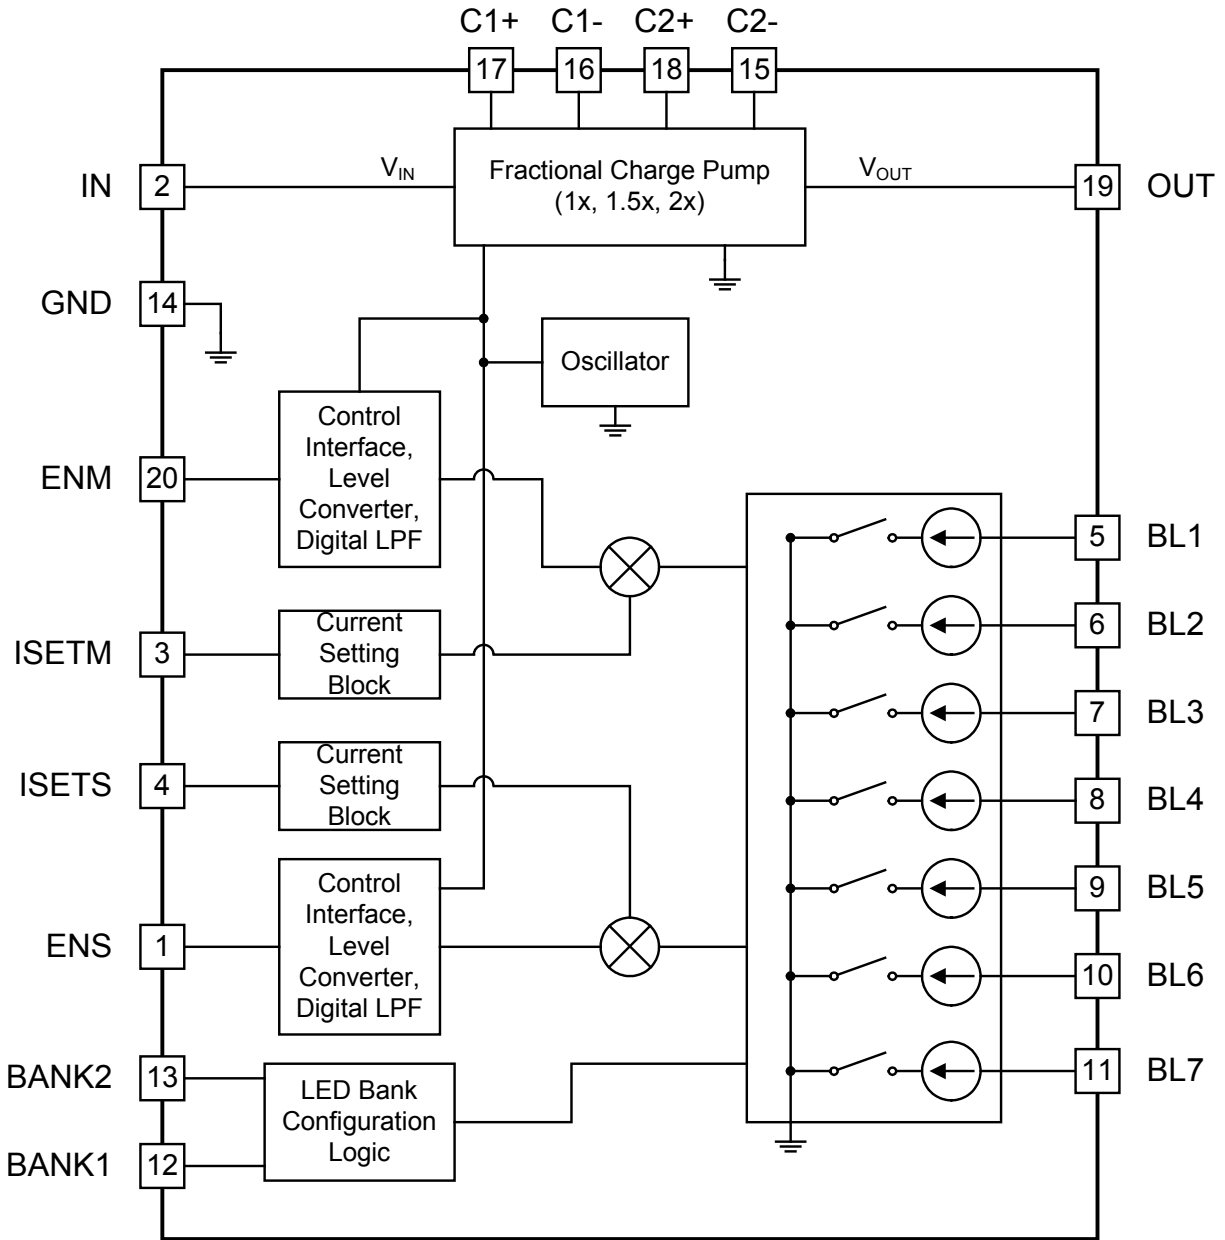 C1+ C1- C2+ C2-
17 16 18 15
IN 2 VIN Fractional Charge Pump VOUT 19 OUT
(1x, 1.5x, 2x)
GND 14
Oscillator
Control
Interface,
Level
Converter,
Digital LPF
ENM 20
5 BL1
6 BL2
ISETM 3
Current
Setting
Block
7 BL3
ISETS 4
Current
Setting
Block
8 BL4
9 BL5
ENS 1
Control
Interface,
Level
Converter,
Digital LPF
10 BL6
BANK2 13
11 BL7
LED Bank
Configuration
Logic
BANK1 12